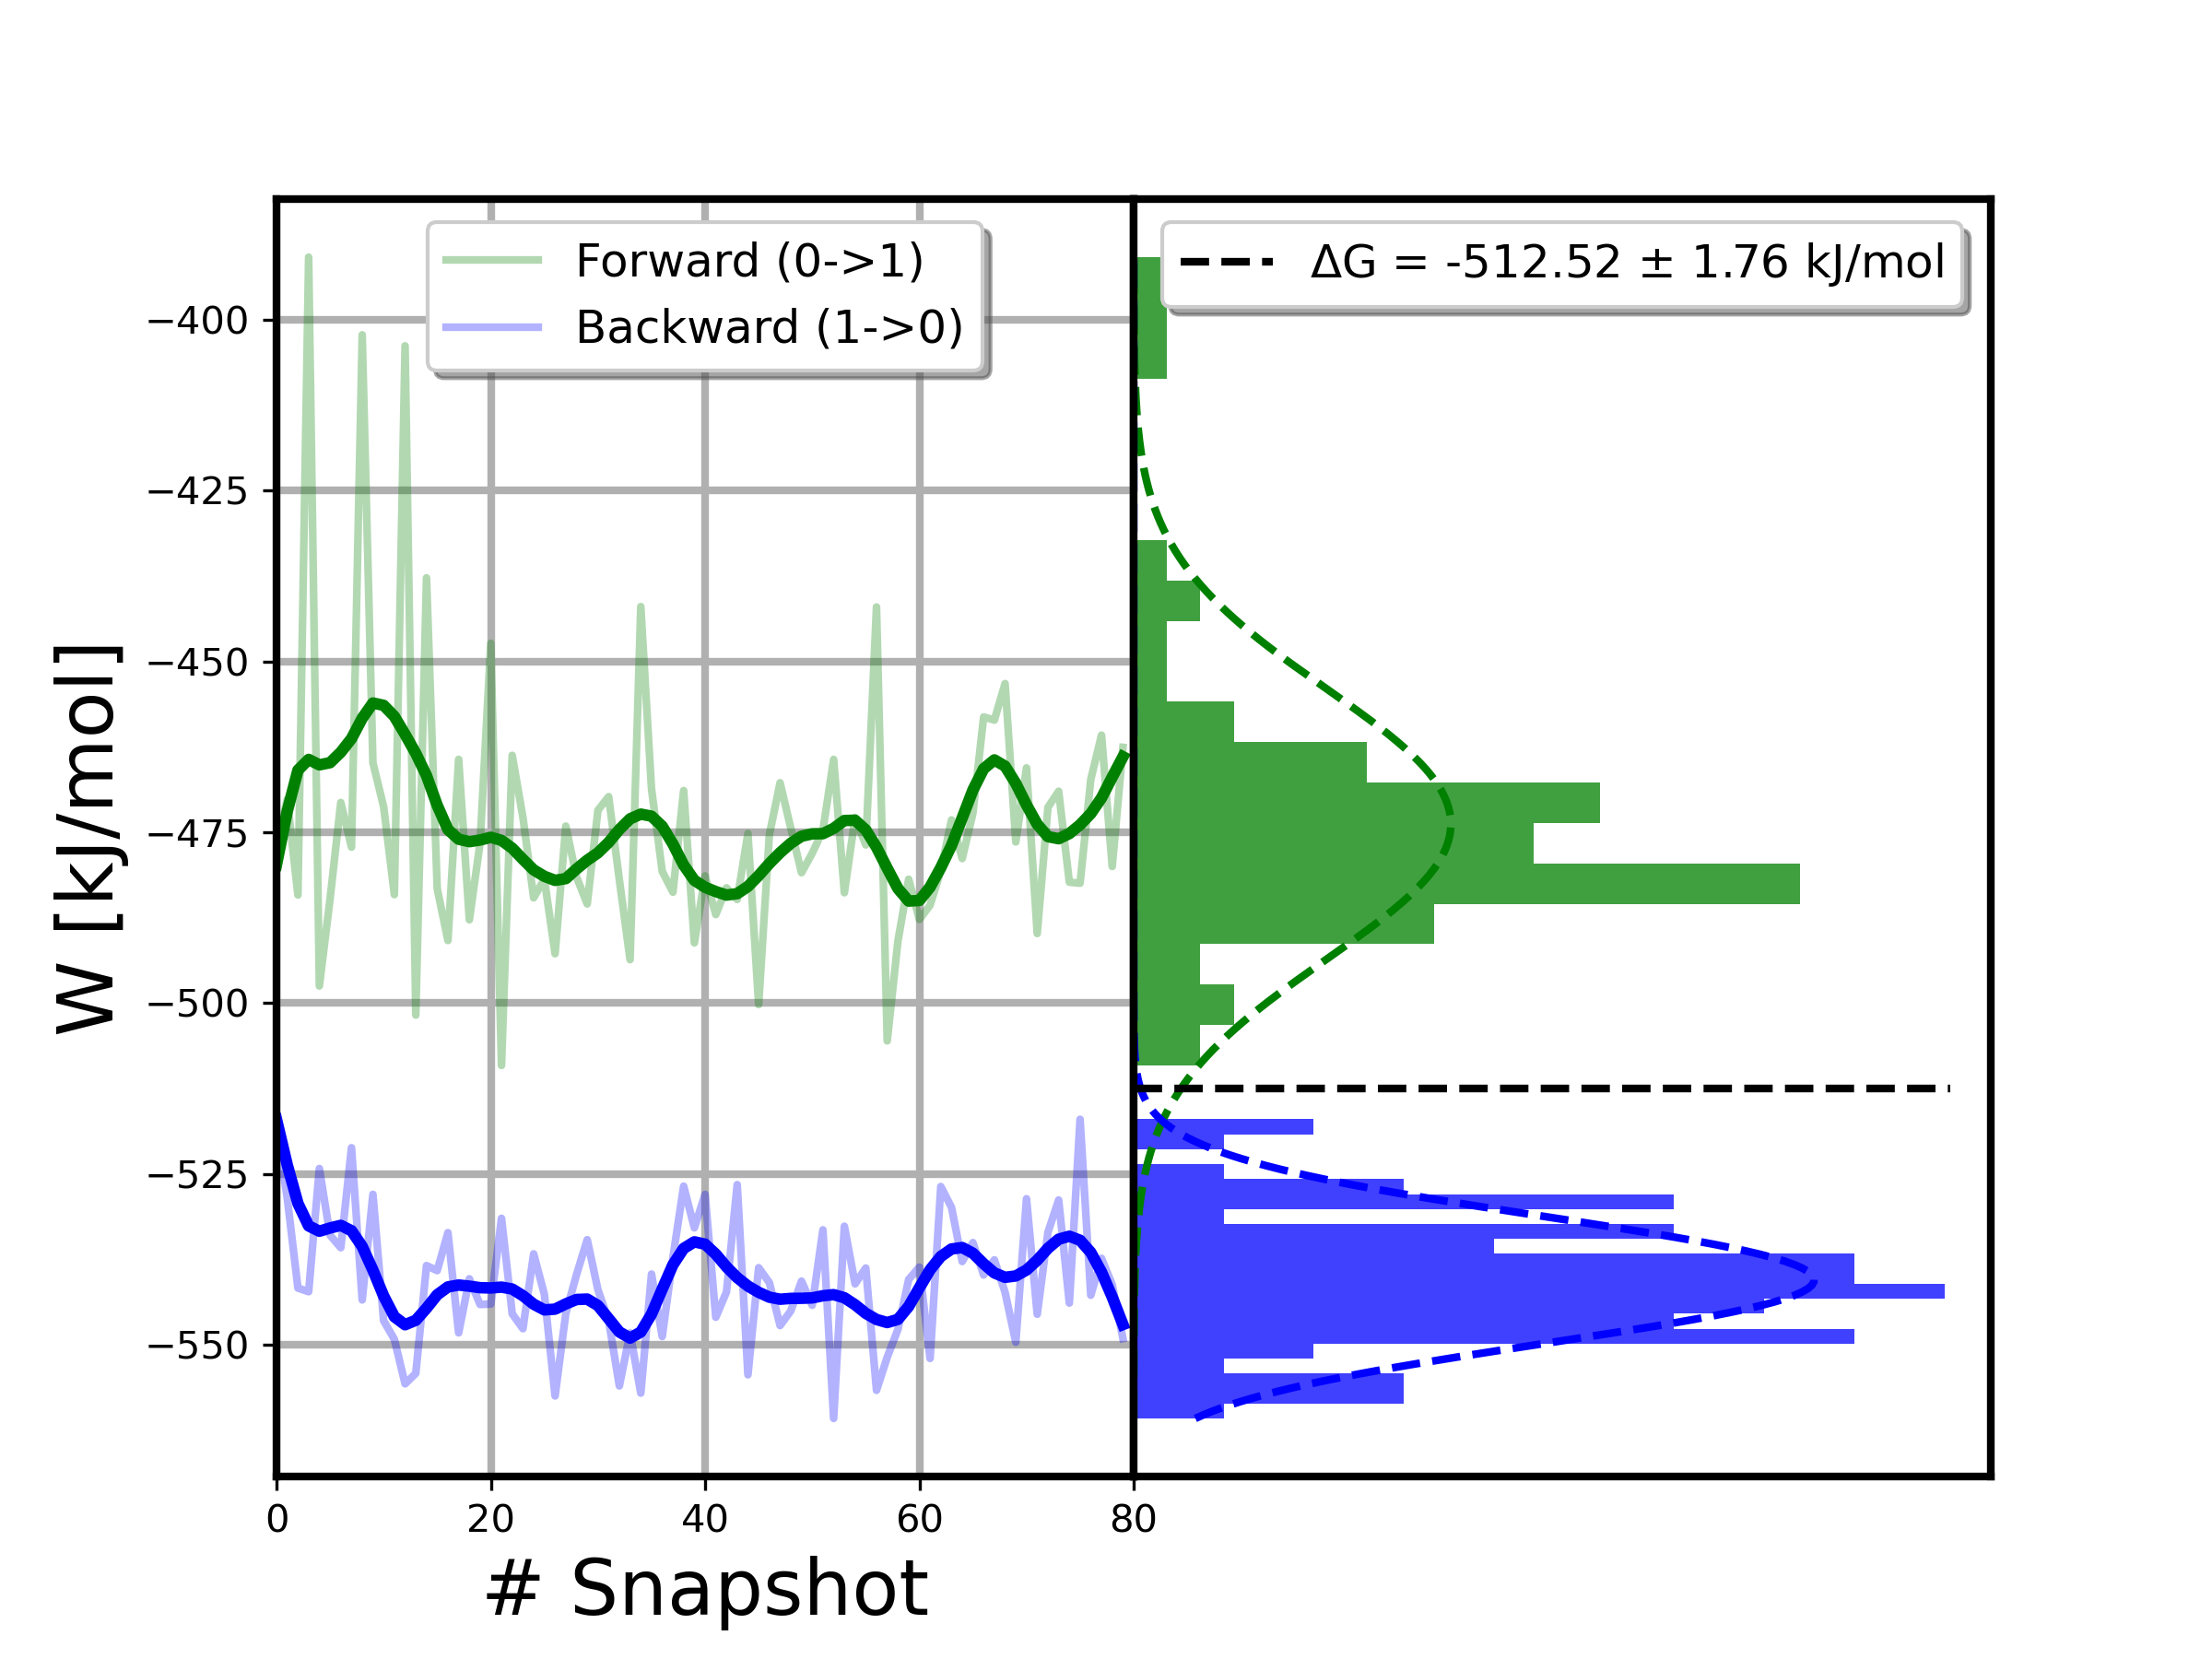 Forward (0->1)
Backward (1->0)
ΔG = -512.52 ± 1.76 kJ/mol
W [kJ/mol]
−400
−425
−450
−475
−500
−525
−550
0 20 40 60 80
# Snapshot